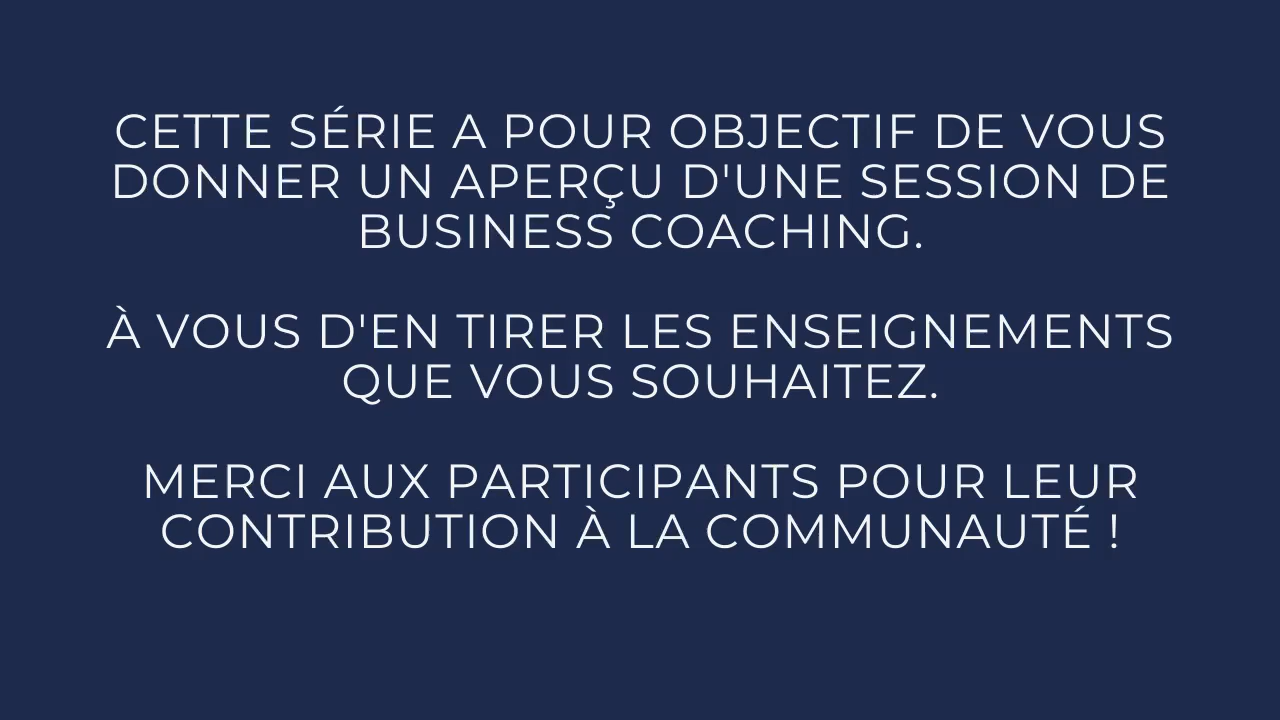 CETTE SÉRIE A POUR OBJECTIF DE VOUS
DONNER UN APERÇU D'UNE SESSION DE
BUSINESS COACHING.
À VOUS D'EN TIRER LES ENSEIGNEMENTS
QUE VOUS SOUHAITEZ.
MERCI AUX PARTICIPANTS POUR LEUR
CONTRIBUTION À LA COMMUNAUTÉ !